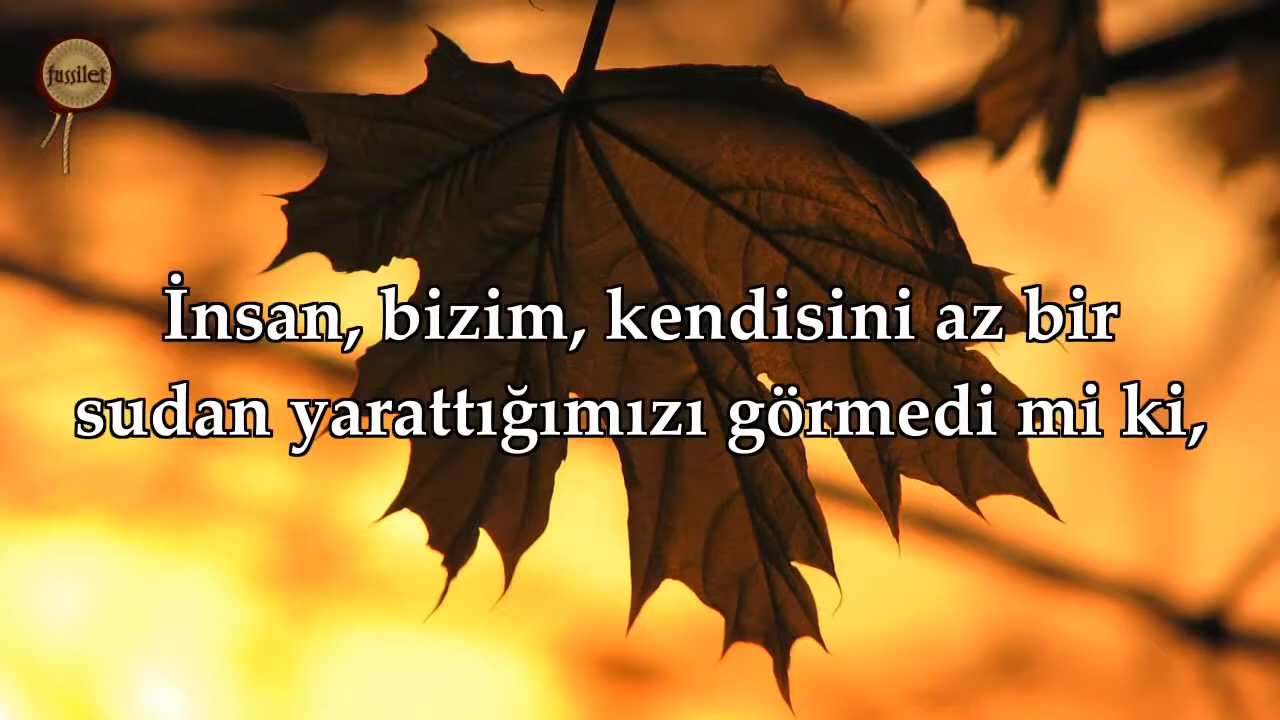 fussilet
İnsan, bizim, kendisini az bir
sudan yarattığımızı görmedi mi ki,